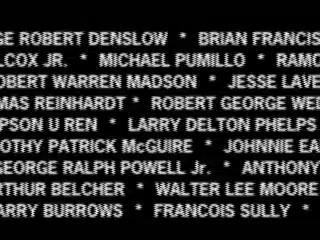 GE ROBERT DENSLOW * BRIAN FRANCIS
LCOX JR. * MICHAEL PUMILLO * RAMO
OBERT WARREN MADSON * JESSE LAVE
MAS REINHARDT * ROBERT GEORGE WED
PSON U REN * LARRY DELTON PHELPS
OTHY PATRICK McGUIRE * JOHNNIE EA
GEORGE RALPH POWELL Jr. * ANTHONY
RTHUR BELCHER * WALTER LEE MOORE
ARRY BURROWS * FRANCOIS SULLY *